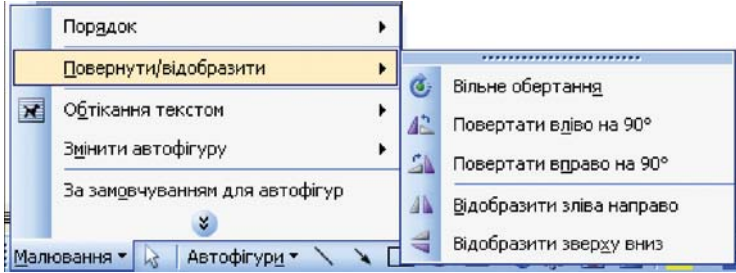 Порядок
Повернути/відобразити
Обтікання текстом
Змінити автофігуру
За замовчуванням для автофігур
Малювання
Автофігури
Вільне обертання
Повертати вліво на 90°
Повертати вправо на 90°
Відобразити зліва направо
Відобразити зверху вниз